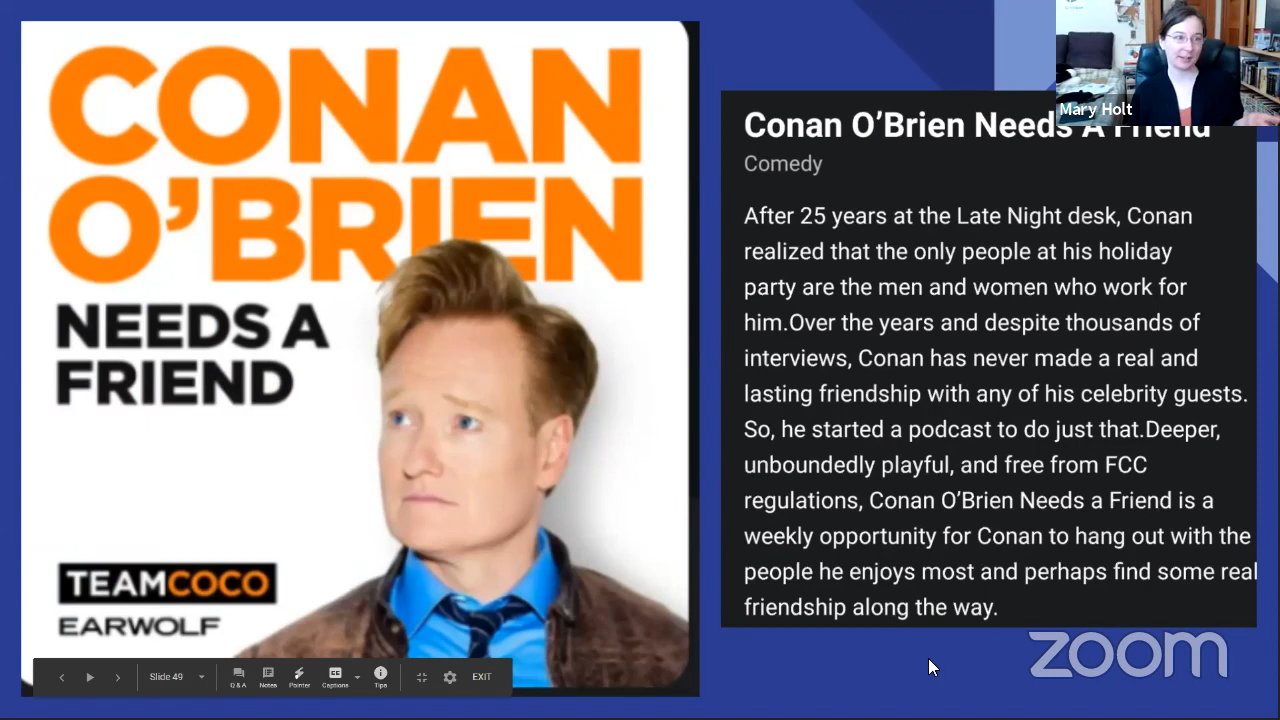 CONAN
O'BRIEN
NEEDS A
FRIEND
TEAMCOCO
EARWOLF
Mary Holt
Conan O’Brien Needs A Friend
Comedy
After 25 years at the Late Night desk, Conan
realized that the only people at his holiday
party are the men and women who work for
him.Over the years and despite thousands of
interviews, Conan has never made a real and
lasting friendship with any of his celebrity guests.
So, he started a podcast to do just that.Deeper,
unboundedly playful, and free from FCC
regulations, Conan O’Brien Needs a Friend is a
weekly opportunity for Conan to hang out with the
people he enjoys most and perhaps find some real
friendship along the way.
Slide 49
Q & A
Notes
Pointer
Captions
Tips
EXIT
zoom